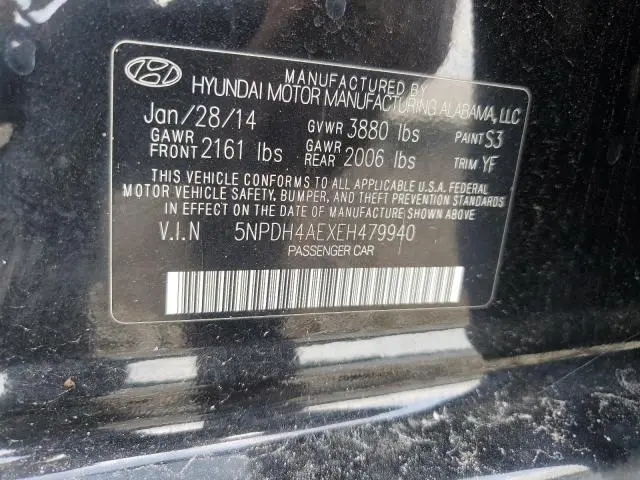 MANUFACTURED BY
HYUNDAI MOTOR MANUFACTURING ALABAMA, LLC
Jan/28/14 GVWR 3880 lbs PAINT S3
GAWR FRONT 2161 lbs GAWR REAR 2006 lbs TRIM YF
THIS VEHICLE CONFORMS TO ALL APPLICABLE U.S.A. FEDERAL
MOTOR VEHICLE SAFETY, BUMPER, AND THEFT PREVENTION STANDARDS
IN EFFECT ON THE DATE OF MANUFACTURE SHOWN ABOVE
V.I.N 5NPDH4AEXEH479940
PASSENGER CAR